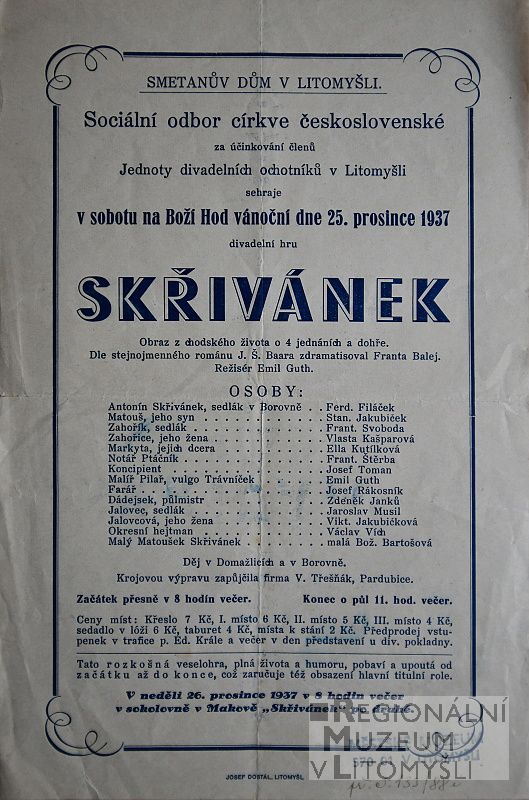 SMETANŮV DŮM V LITOMYŠLI.
Sociální odbor církve československé
za účinkování členů
Jednoty divadelních ochotníků v Litomyšli
sehraje
v sobotu na Boží Hod vánoční dne 25. prosince 1937
divadelní hru
SKŘIVÁNEK
Obraz z chodského života o 4 jednáních a dohře.
Dle stejnojmenného románu J. Š. Baara zdramatisoval Franta Balej.
Režisér Emil Guth.
OSOBY:
Antonín Skřivánek, sedlák v Borovně . . Ferd. Filáček
Matouš, jeho syn . . . . . . . . . . Stan. Jakubíček
Zahořík, sedlák . . . . . . . . . . Frant. Svoboda
Zahořice, jeho žena . . . . . . . . . Vlasta Kašparová
Markyta, jejich dcera . . . . . . . . Ella Kutílková
Notář Ptáčník . . . . . . . . . . . Frant. Štěrba
Koncipient . . . . . . . . . . . . Josef Toman
Malíř Pilař, vulgo Trávníček . . . . . Emil Guth
Farář . . . . . . . . . . . . . . Josef Rákosník
Dádejsek, půlmistr . . . . . . . . . Zdeněk Janků
Jalovec, sedlák . . . . . . . . . . Jaroslav Musil
Jalovcová, jeho žena . . . . . . . . Vikt. Jakubíčková
Okresní hejtman . . . . . . . . . . Václav Vích
Malý Matoušek Skřivánek . . . . . . . malá Bož. Bartošová
Děj v Domažlicích a v Borovně.
Krojovou výpravu zapůjčila firma V. Třešňák, Pardubice.
Začátek přesně v 8 hodin večer. Konec o půl 11. hod. večer.
Ceny míst: Křeslo 7 Kč, I. místo 6 Kč, II. místo 5 Kč, III. místo 4 Kč,
sedadlo v lóži 6 Kč, taburet 4 Kč, místa k stání 2 Kč. Předprodej vstu-
penek v trafice p. Ed. Krále a večer v den představení u div. pokladny.
Tato rozkošná veselohra, plná života a humoru, pobaví a upoutá od
začátku až do konce, což zaručuje též obsazení hlavní titulní role.
V neděli 26. prosince 1937 v 8 hodin večer
v sokolovně v Makově „Skřivánek" po druhé.
JOSEF DOSTÁL, LITOMYŠL
REGIONÁLNÍ
MUZEUM
V LITOMYŠLI